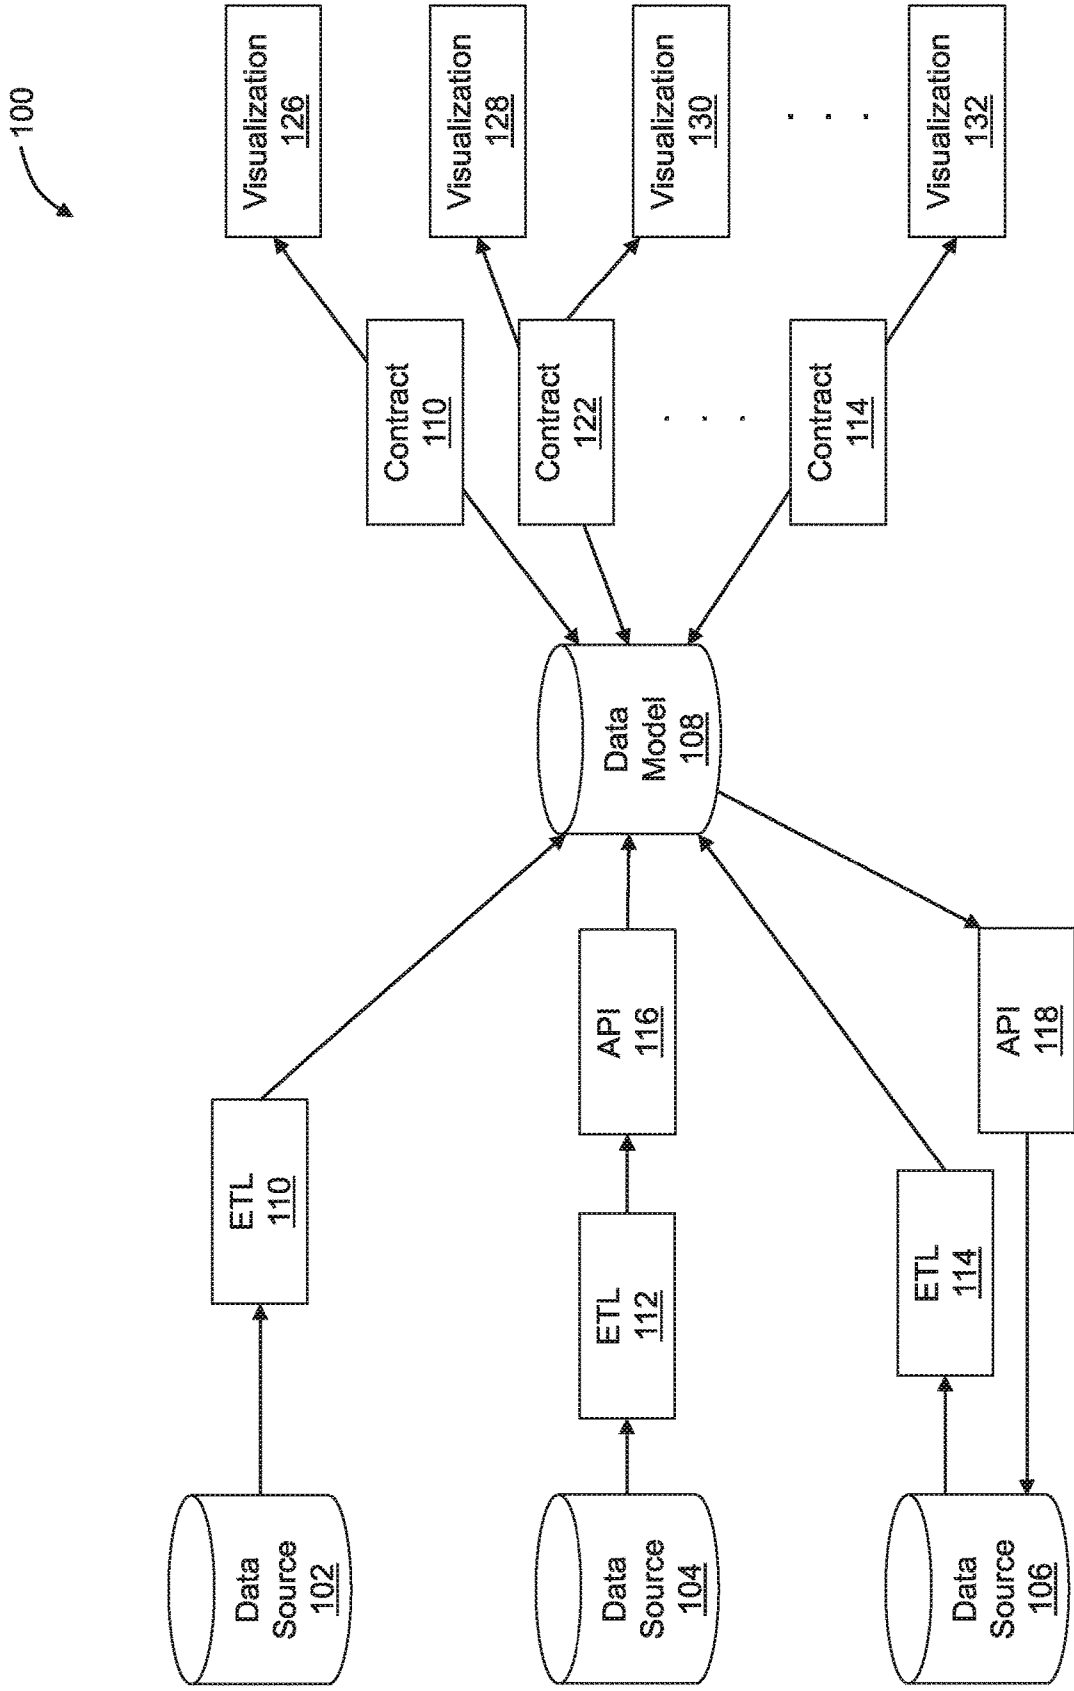 100
Data
Source
102
ETL
110
Data
Source
104
ETL
112
API
116
Data
Source
106
ETL
114
API
118
Data
Model
108
Contract
110
Contract
122
. . .
Contract
114
Visualization
126
Visualization
128
Visualization
130
. . .
Visualization
132